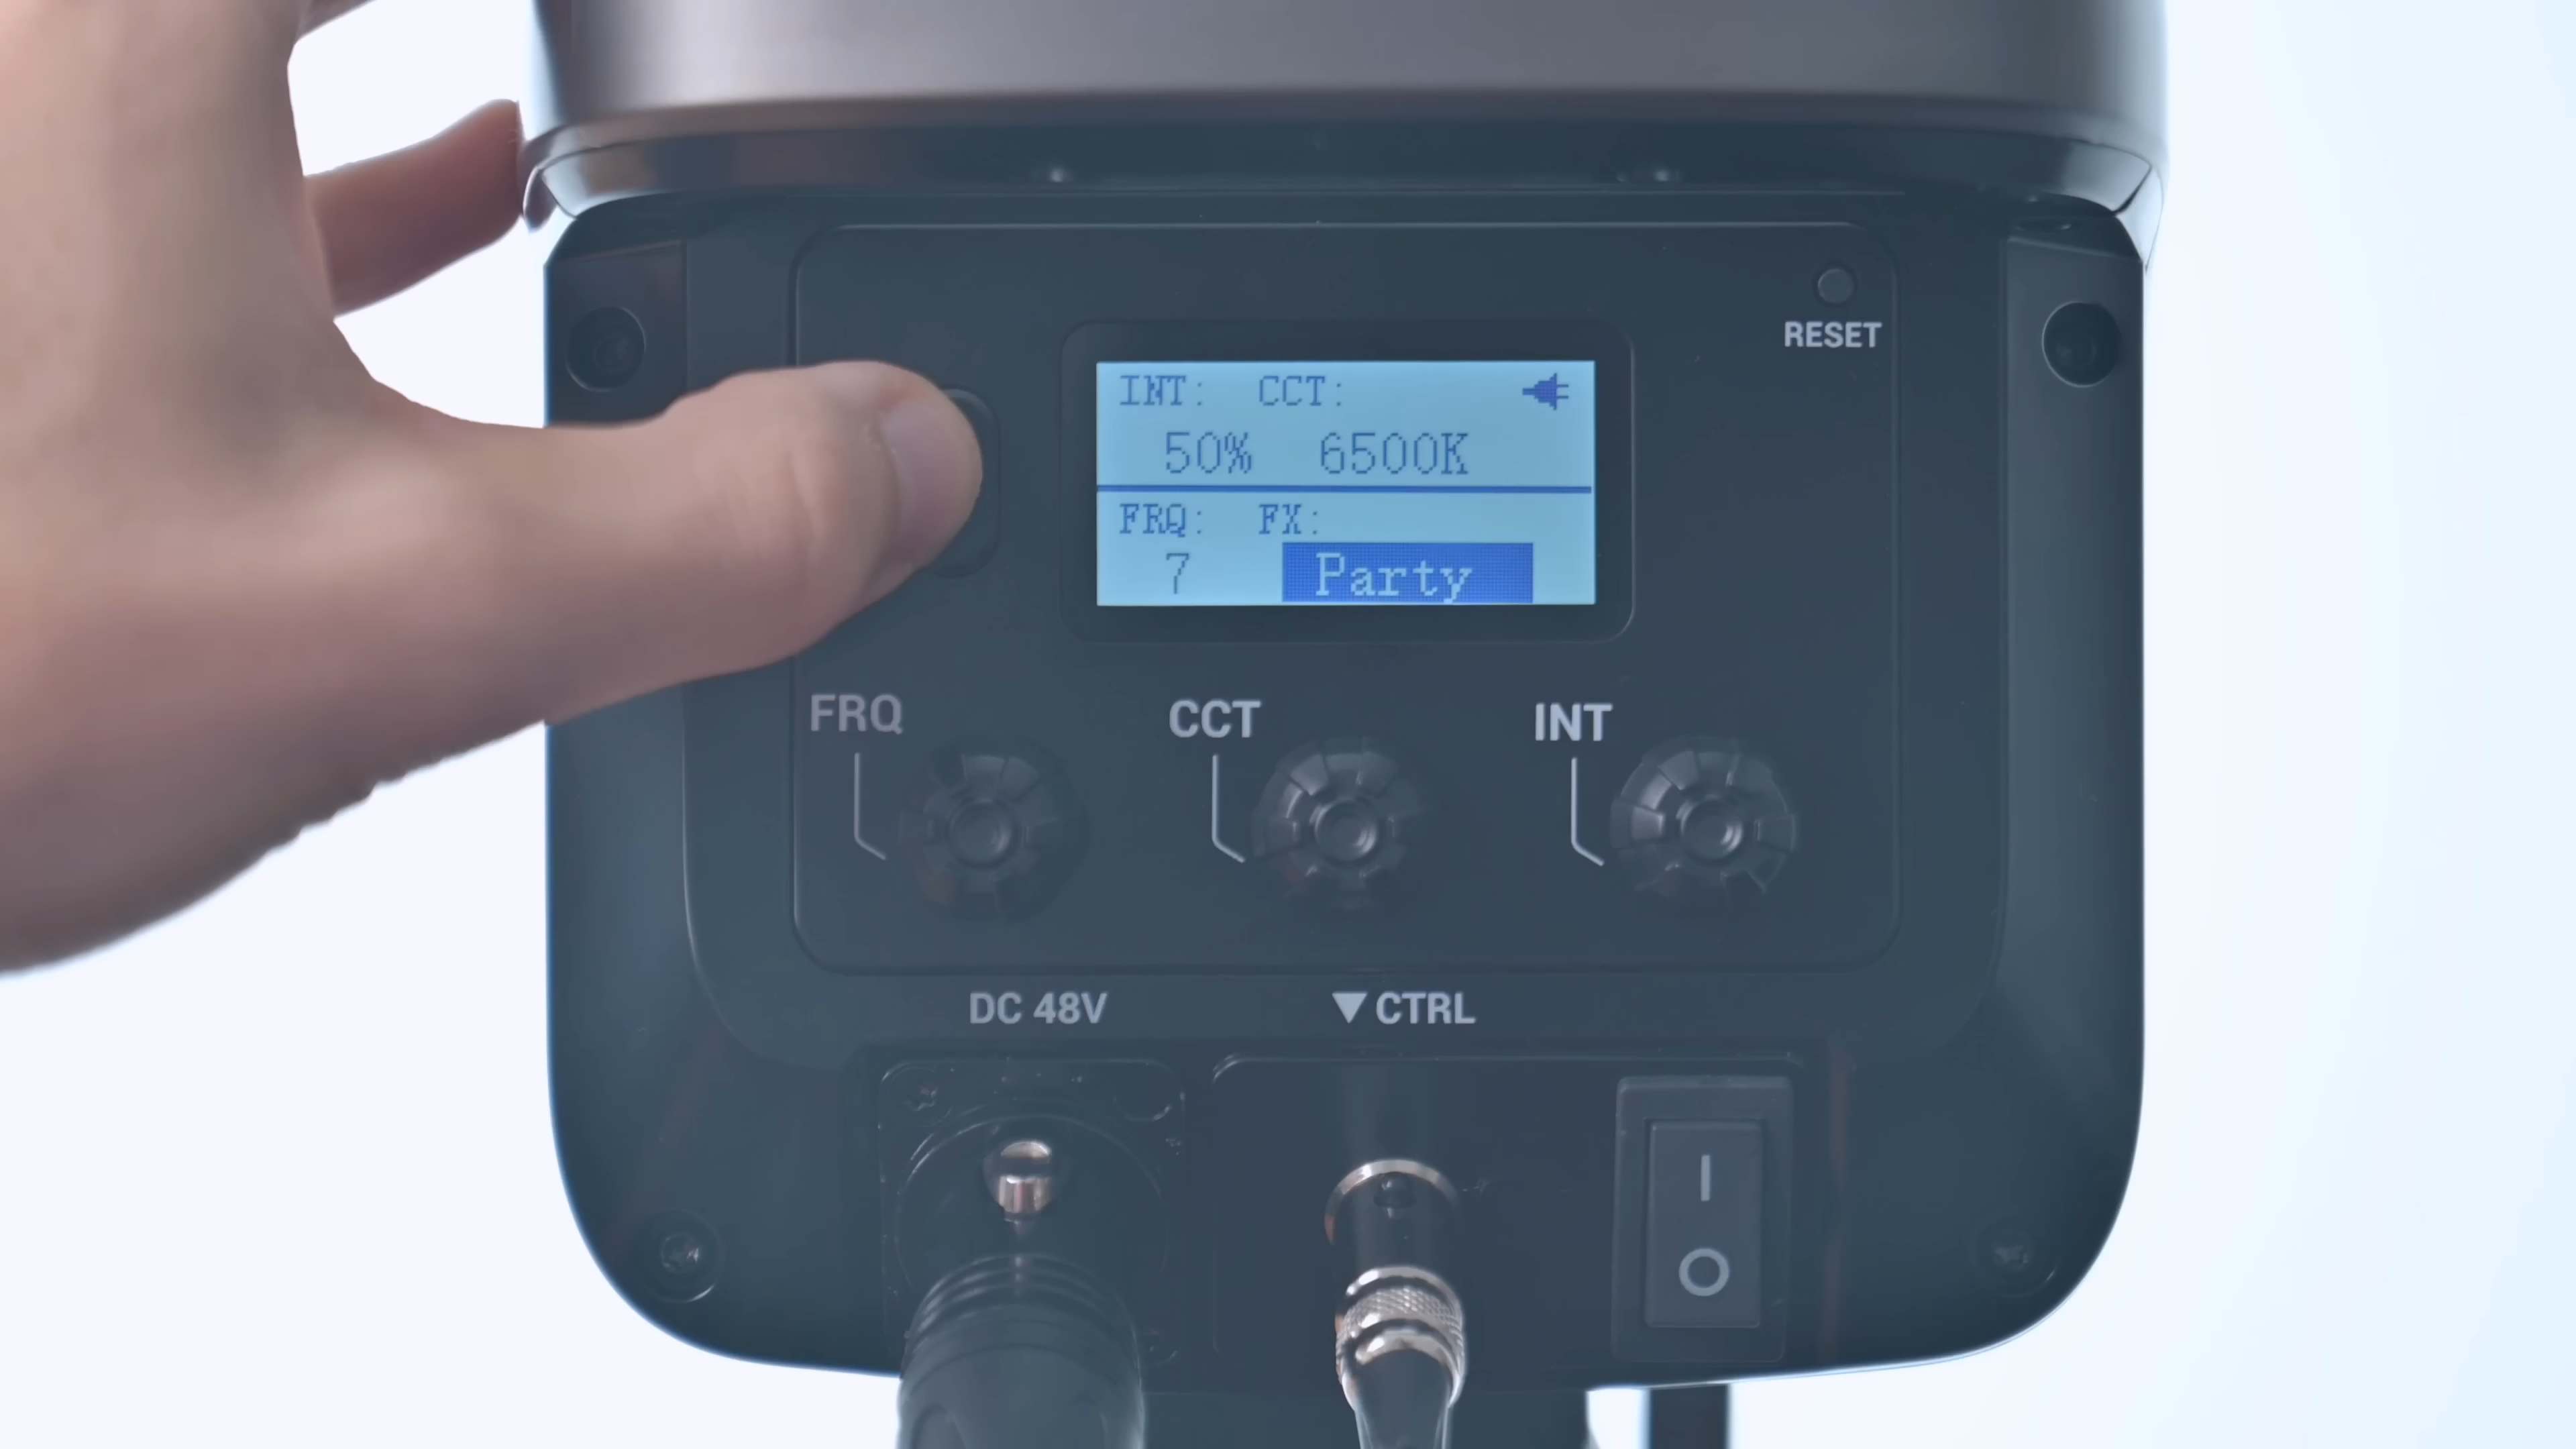 RESET
INT: CCT:
50% 6500K
FRQ: FX:
7 Party
FRQ CCT INT
DC 48V ▼ CTRL
I
O